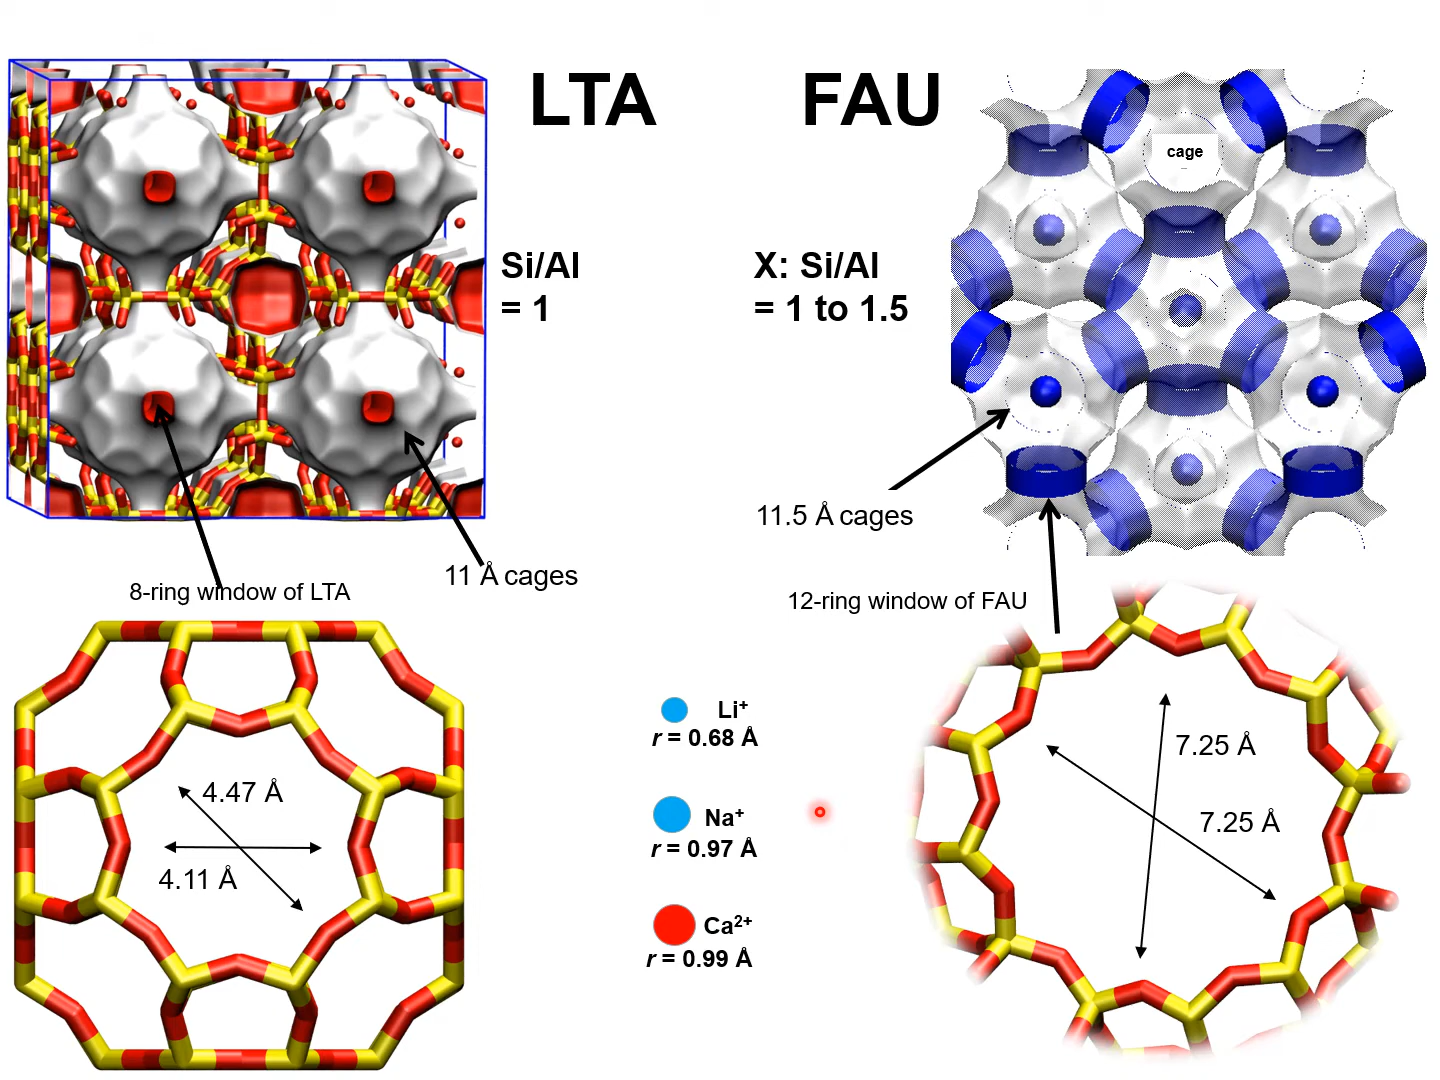 LTA
FAU
cage
Si/Al
= 1
X: Si/Al
= 1 to 1.5
11.5 Å cages
11 Å cages
8-ring window of LTA
12-ring window of FAU
4.47 Å
4.11 Å
Li⁺
r = 0.68 Å
Na⁺
r = 0.97 Å
Ca²⁺
r = 0.99 Å
7.25 Å
7.25 Å